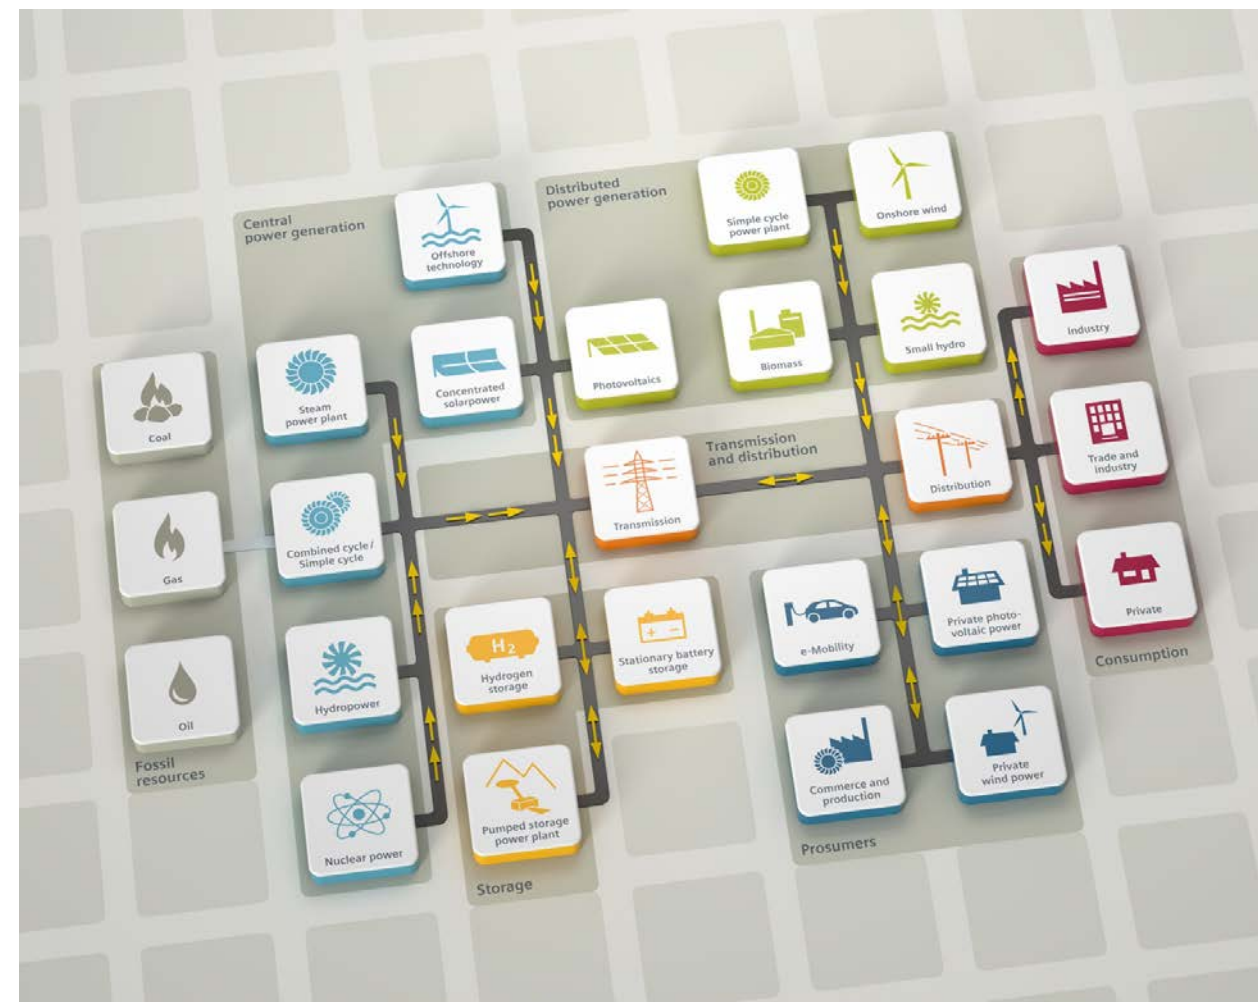 Central
power generation
Offshore
technology
Distributed
power generation
Simple cycle
power plant
Onshore wind
Coal
Steam
power plant
Concentrated
solarpower
Photovoltaics
Biomass
Small hydro
Industry
Gas
Combined cycle/
Simple cycle
Transmission
Transmission
and distribution
Distribution
Trade and
industry
Oil
Fossil
resources
Hydropower
H2
Hydrogen
storage
Stationary battery
storage
e-Mobility
Private photo-
voltaic power
Private
Consumption
Nuclear power
Pumped storage
power plant
Storage
Commerce and
production
Private
wind power
Prosumers